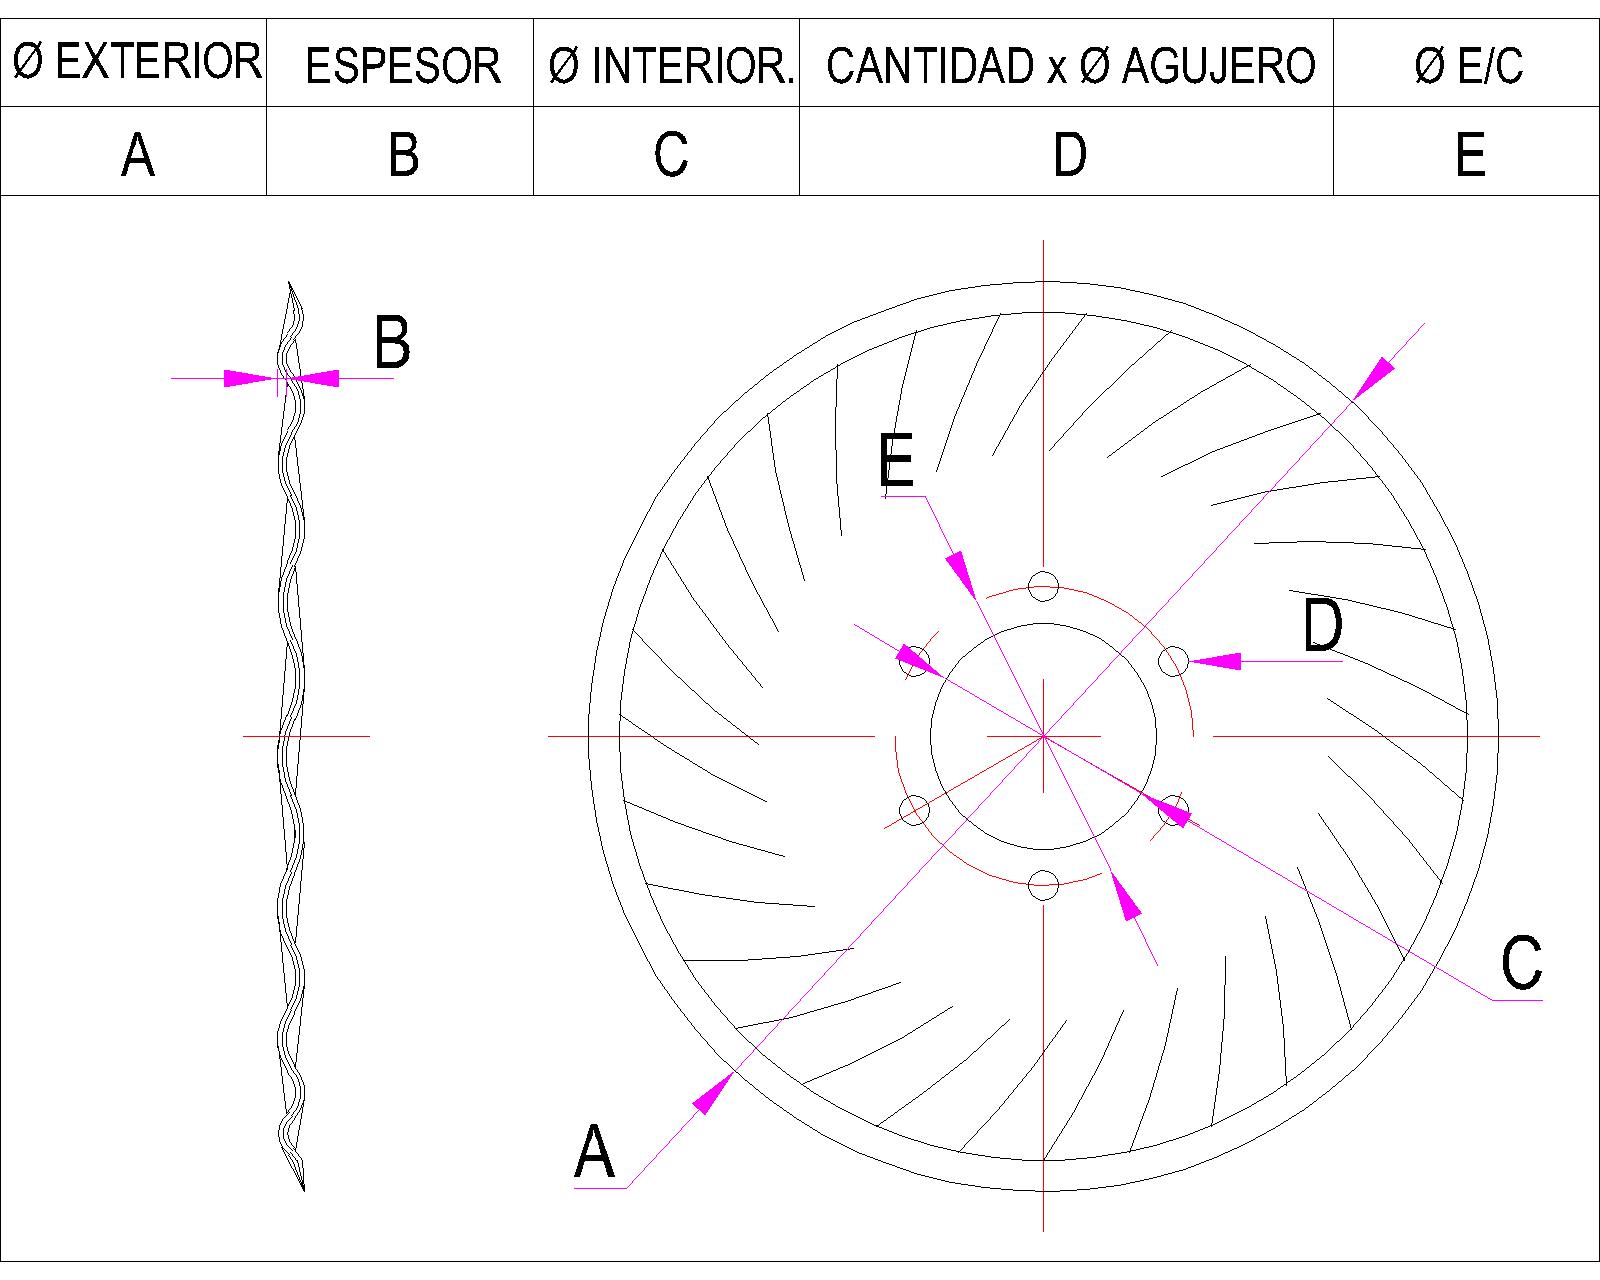 Ø EXTERIOR ESPESOR Ø INTERIOR. CANTIDAD x Ø AGUJERO Ø E/C
A B C D E
B
E
D
C
A